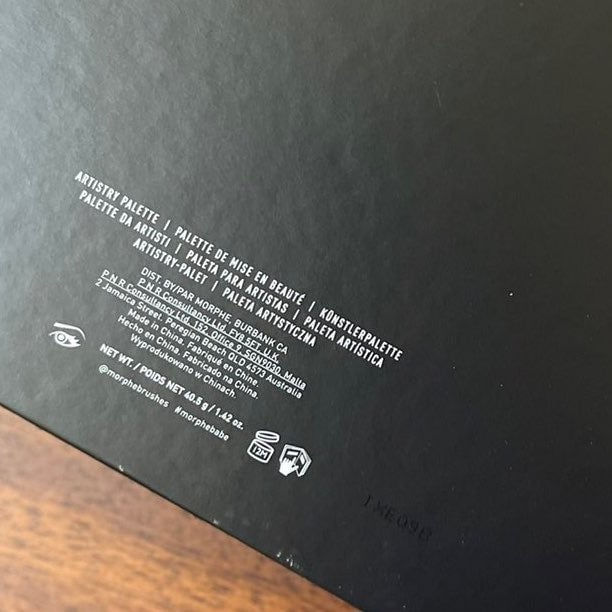 ARTISTRY PALETTE | PALETTE DE MISE EN BEAUTÉ | KÜNSTLERPALETTE
PALETTE DA ARTISTI | PALETA PARA ARTISTAS | PALETA ARTÍSTICA
ARTISTRY-PALET | PALETA ARTYSTYCZNA
DIST. BY/PAR MORPHE BURBANK CA
P N R Consultancy Ltd. BY8 5FT, U.K.
P N R Consultancy Ltd. 152, Office C, SGN9030, Malta
2 Jamaica Street, Peregian Beach QLD 4573 Australia
Made in China. Fabriqué en Chine.
Hecho en China. Fabricado na China.
Wyprodukowano w Chinach.
NET WT. / POIDS NET 40.5 g / 1.42 oz.
@morphebrushes #morphebabe
12M